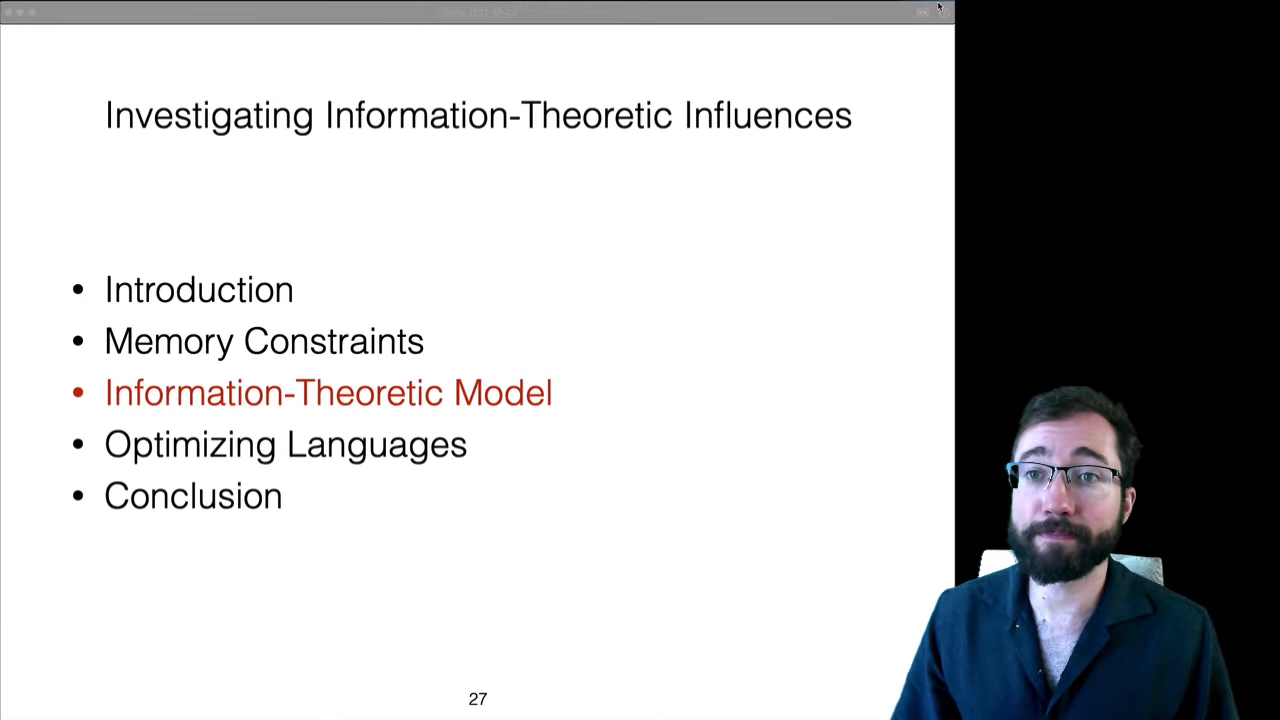 Investigating Information-Theoretic Influences
• Introduction
• Memory Constraints
• Information-Theoretic Model
• Optimizing Languages
• Conclusion
27